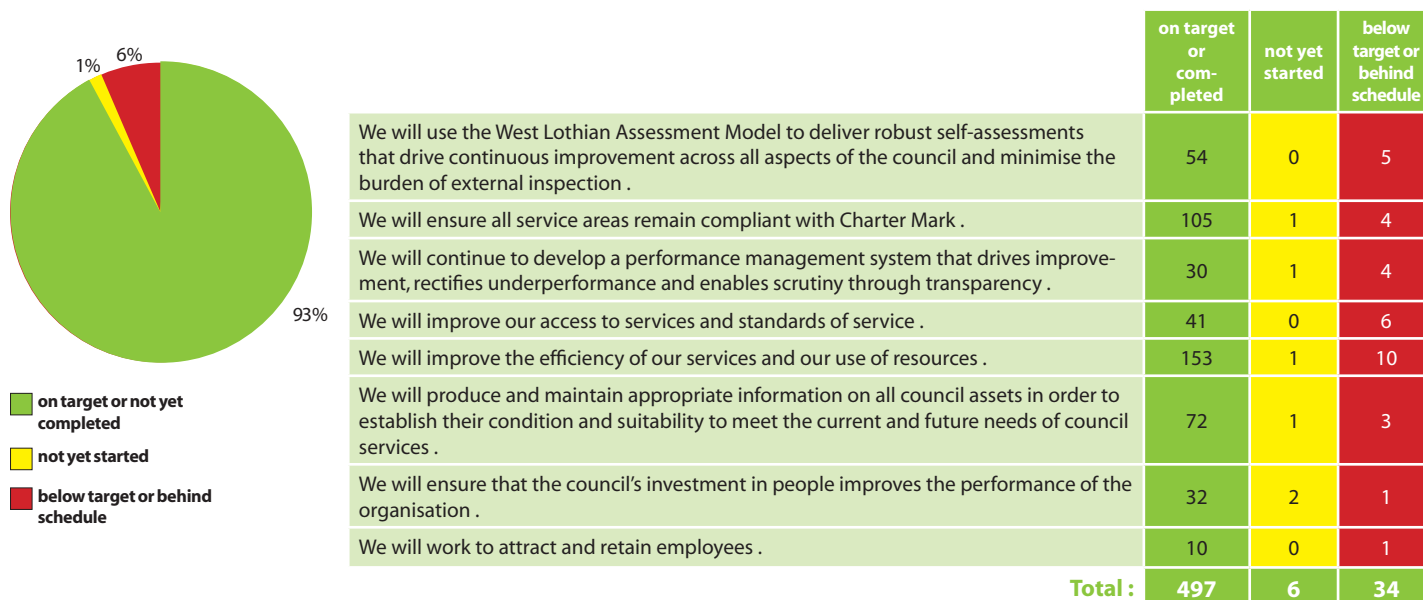 1%
6%
93%
on target or not yet
completed
not yet started
below target or behind
schedule
on target
or
com-
pleted
not yet
started
below
target or
behind
schedule
We will use the West Lothian Assessment Model to deliver robust self-assessments
that drive continuous improvement across all aspects of the council and minimise the
burden of external inspection .
54
0
5
We will ensure all service areas remain compliant with Charter Mark .
105
1
4
We will continue to develop a performance management system that drives improve-
ment, rectifies underperformance and enables scrutiny through transparency .
30
1
4
We will improve our access to services and standards of service .
41
0
6
We will improve the efficiency of our services and our use of resources .
153
1
10
We will produce and maintain appropriate information on all council assets in order to
establish their condition and suitability to meet the current and future needs of council
services .
72
1
3
We will ensure that the council's investment in people improves the performance of the
organisation .
32
2
1
We will work to attract and retain employees .
10
0
1
Total :
497
6
34